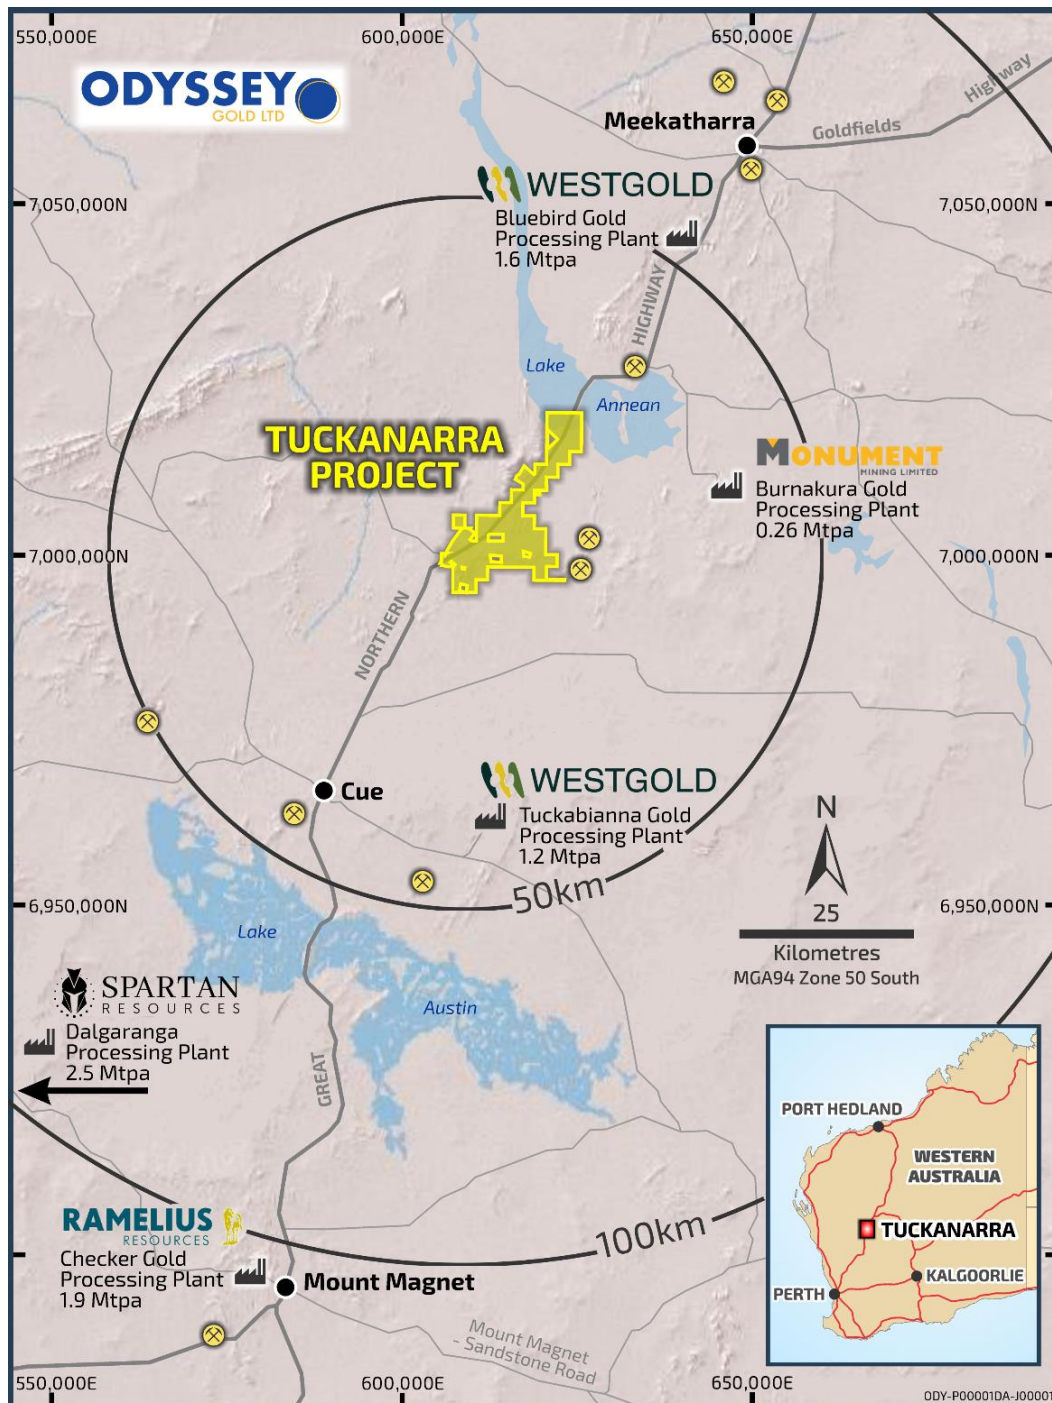 550,000E
600,000E
650,000E
ODYSSEY
GOLD LTD
Meekatharra
Goldfields
Highway
WESTGOLD
Bluebird Gold
Processing Plant
1.6 Mtpa
7,050,000N
7,050,000N
HIGHWAY
Lake
Annean
TUCKANARRA
PROJECT
MONUMENT
MINING LIMITED
Burnakura Gold
Processing Plant
0.26 Mtpa
7,000,000N
7,000,000N
NORTHERN
Cue
WESTGOLD
Tuckabianna Gold
Processing Plant
1.2 Mtpa
50km
N
25
Kilometres
MGA94 Zone 50 South
6,950,000N
6,950,000N
Lake
Austin
SPARTAN
RESOURCES
Dalgaranga
Processing Plant
2.5 Mtpa
GREAT
PORT HEDLAND
WESTERN
AUSTRALIA
TUCKANARRA
KALGOORLIE
PERTH
RAMELIUS
RESOURCES
Checker Gold
Processing Plant
1.9 Mtpa
100km
Mount Magnet
Mount Magnet
- Sandstone Road
550,000E
600,000E
650,000E
ODY-P00001DA-J00001